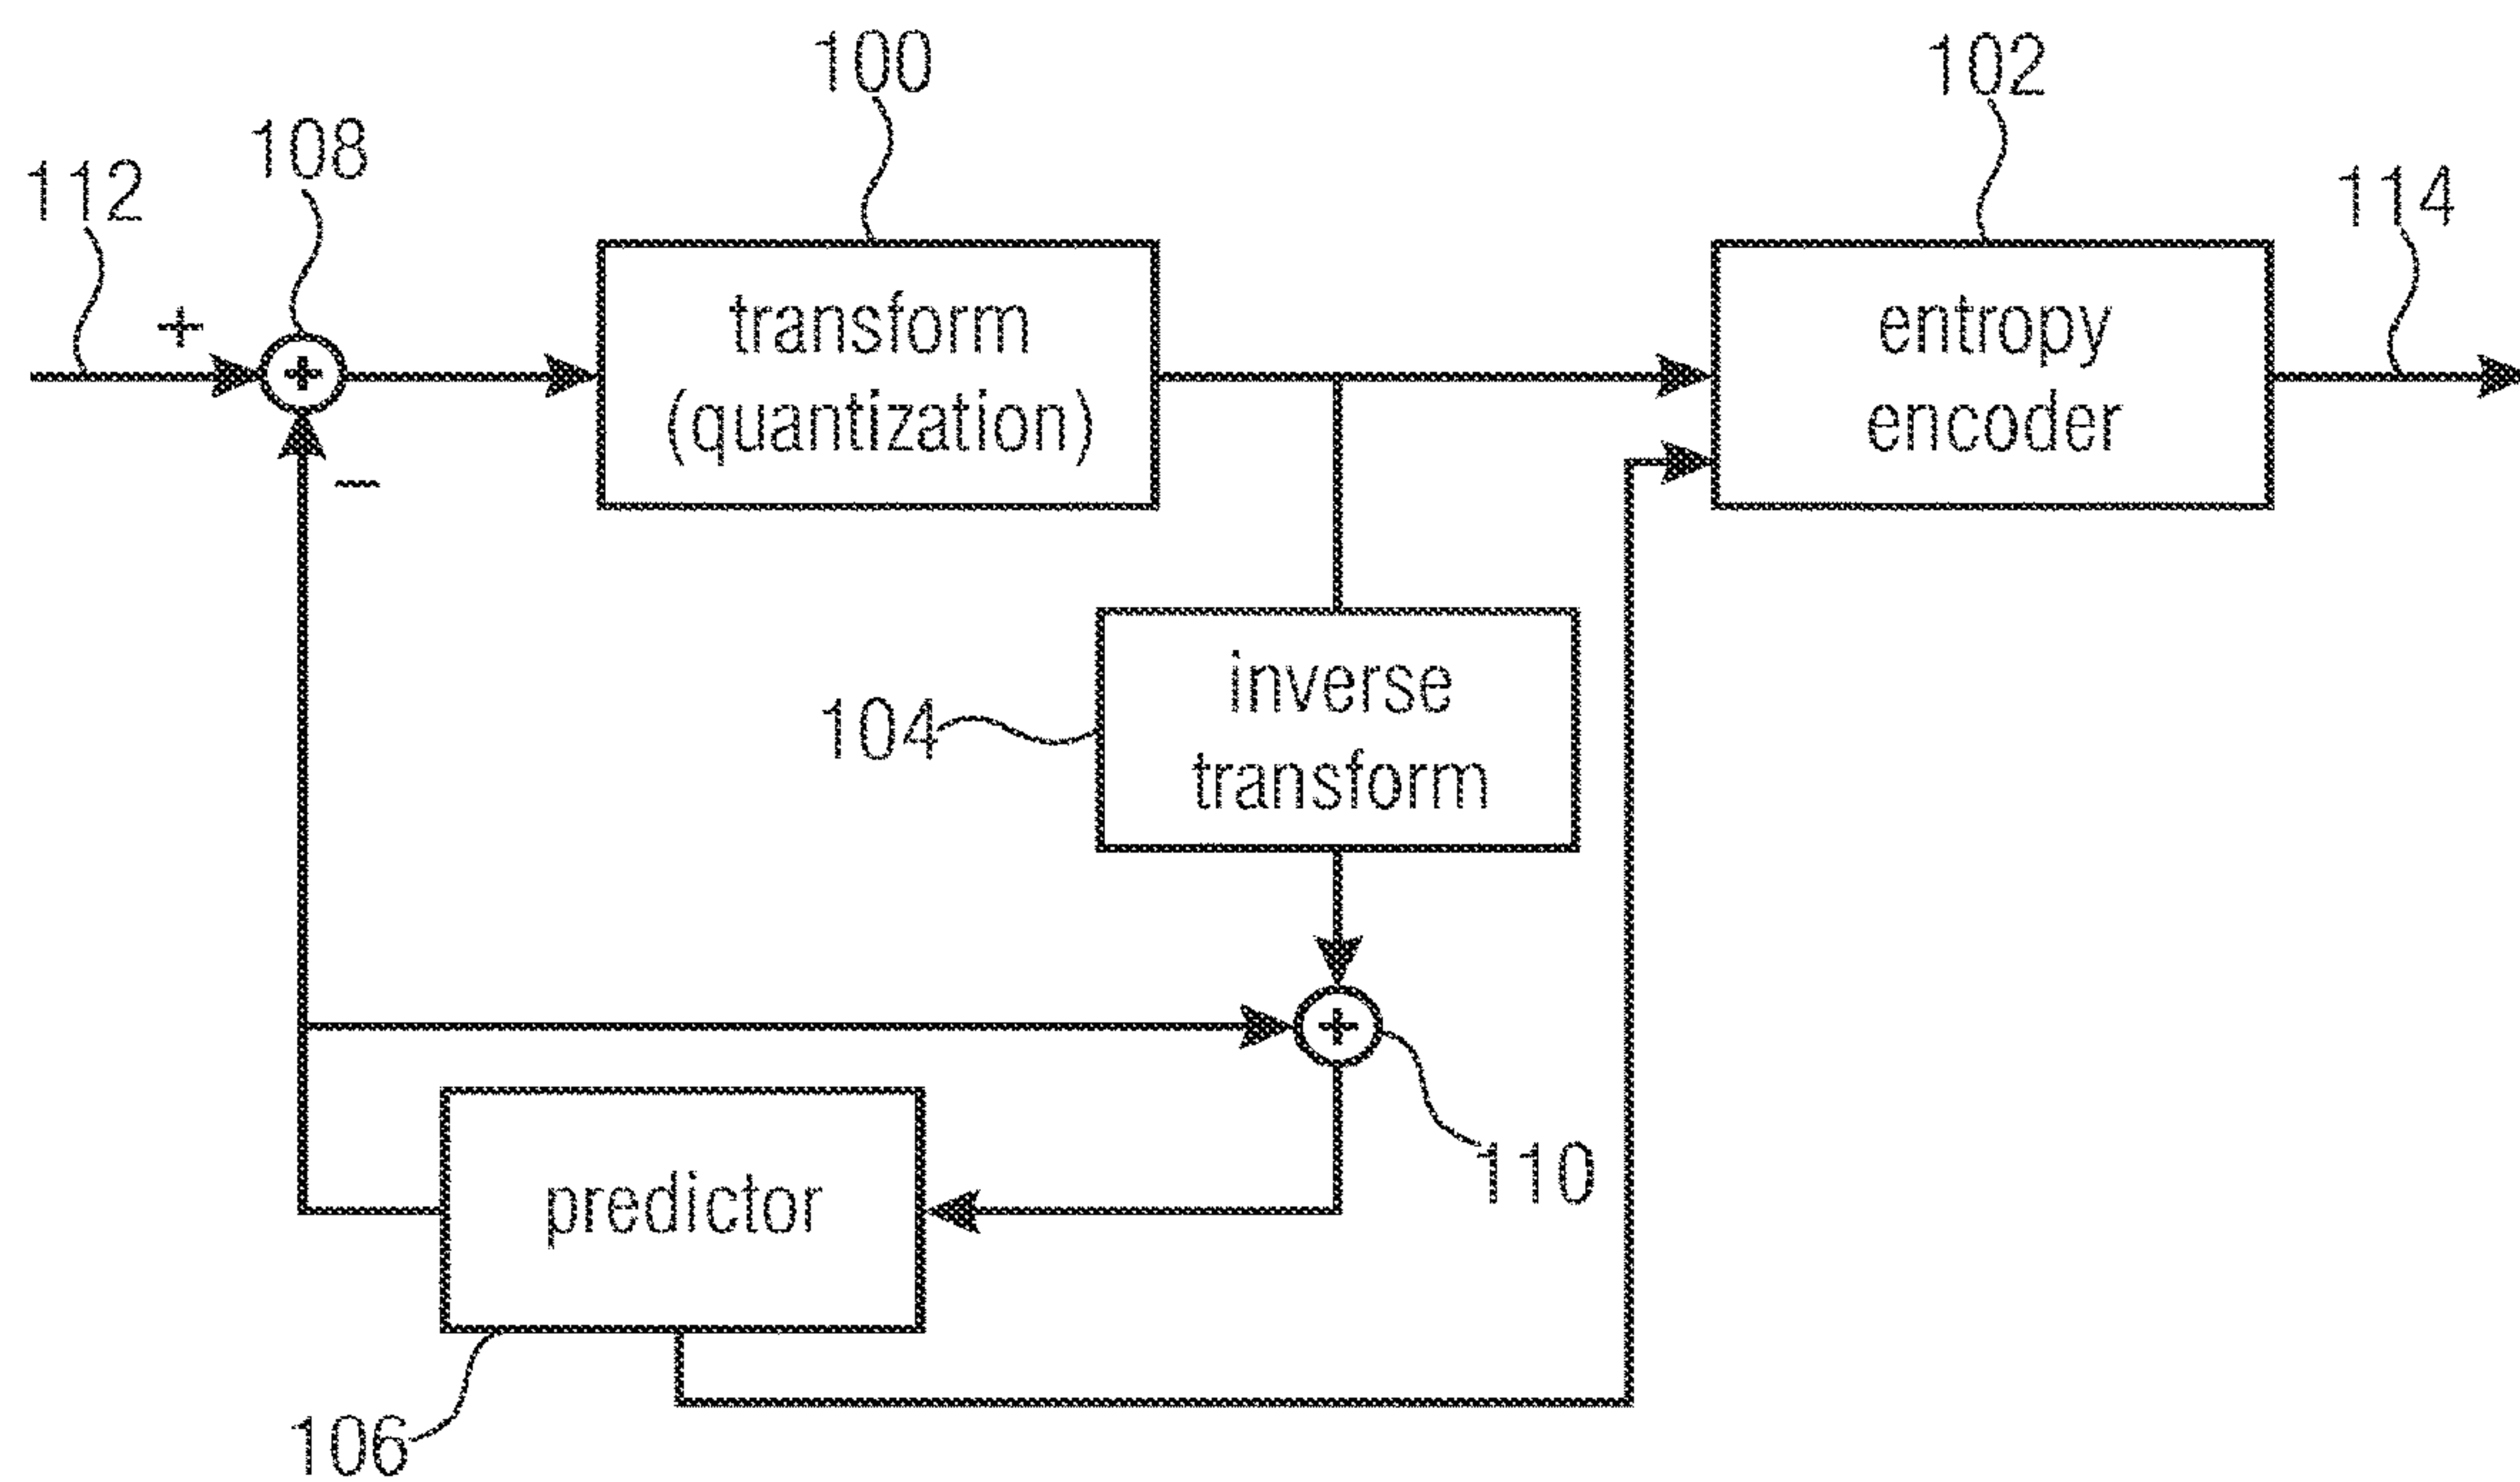 100
102
108
112
114
+
+
transform
(quantization)
entropy
encoder
–
inverse
transform
104
+
110
predictor
106